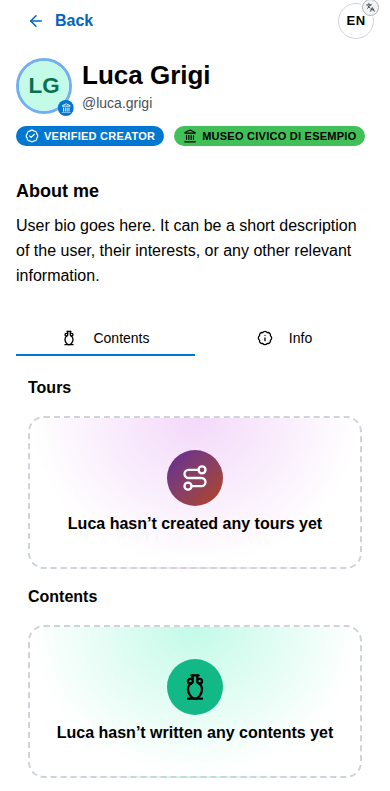 Back
EN
LG
Luca Grigi
@luca.grigi
VERIFIED CREATOR
MUSEO CIVICO DI ESEMPIO
About me
User bio goes here. It can be a short description
of the user, their interests, or any other relevant
information.
Contents
Info
Tours
Luca hasn’t created any tours yet
Contents
Luca hasn’t written any contents yet